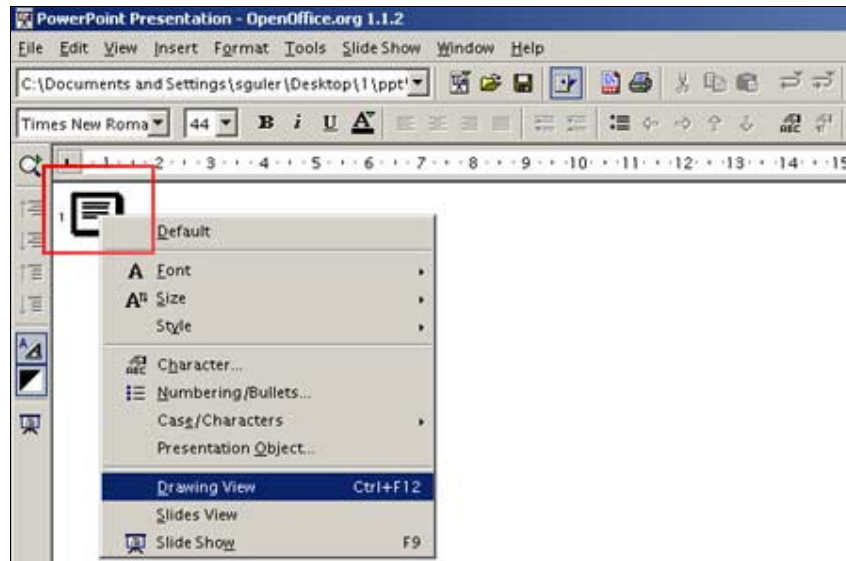 PowerPoint Presentation - OpenOffice.org 1.1.2
File Edit View Insert Format Tools Slide Show Window Help
C:\Documents and Settings\sguler\Desktop\1\ppt
Times New Roma 44 B i U A
1 2 3 4 5 6 7 8 9 10 11 12 13 14 15
1
Default
Font
Size
Style
Character...
Numbering/Bullets...
Case/Characters
Presentation Object...
Drawing View Ctrl+F12
Slides View
Slide Show F9